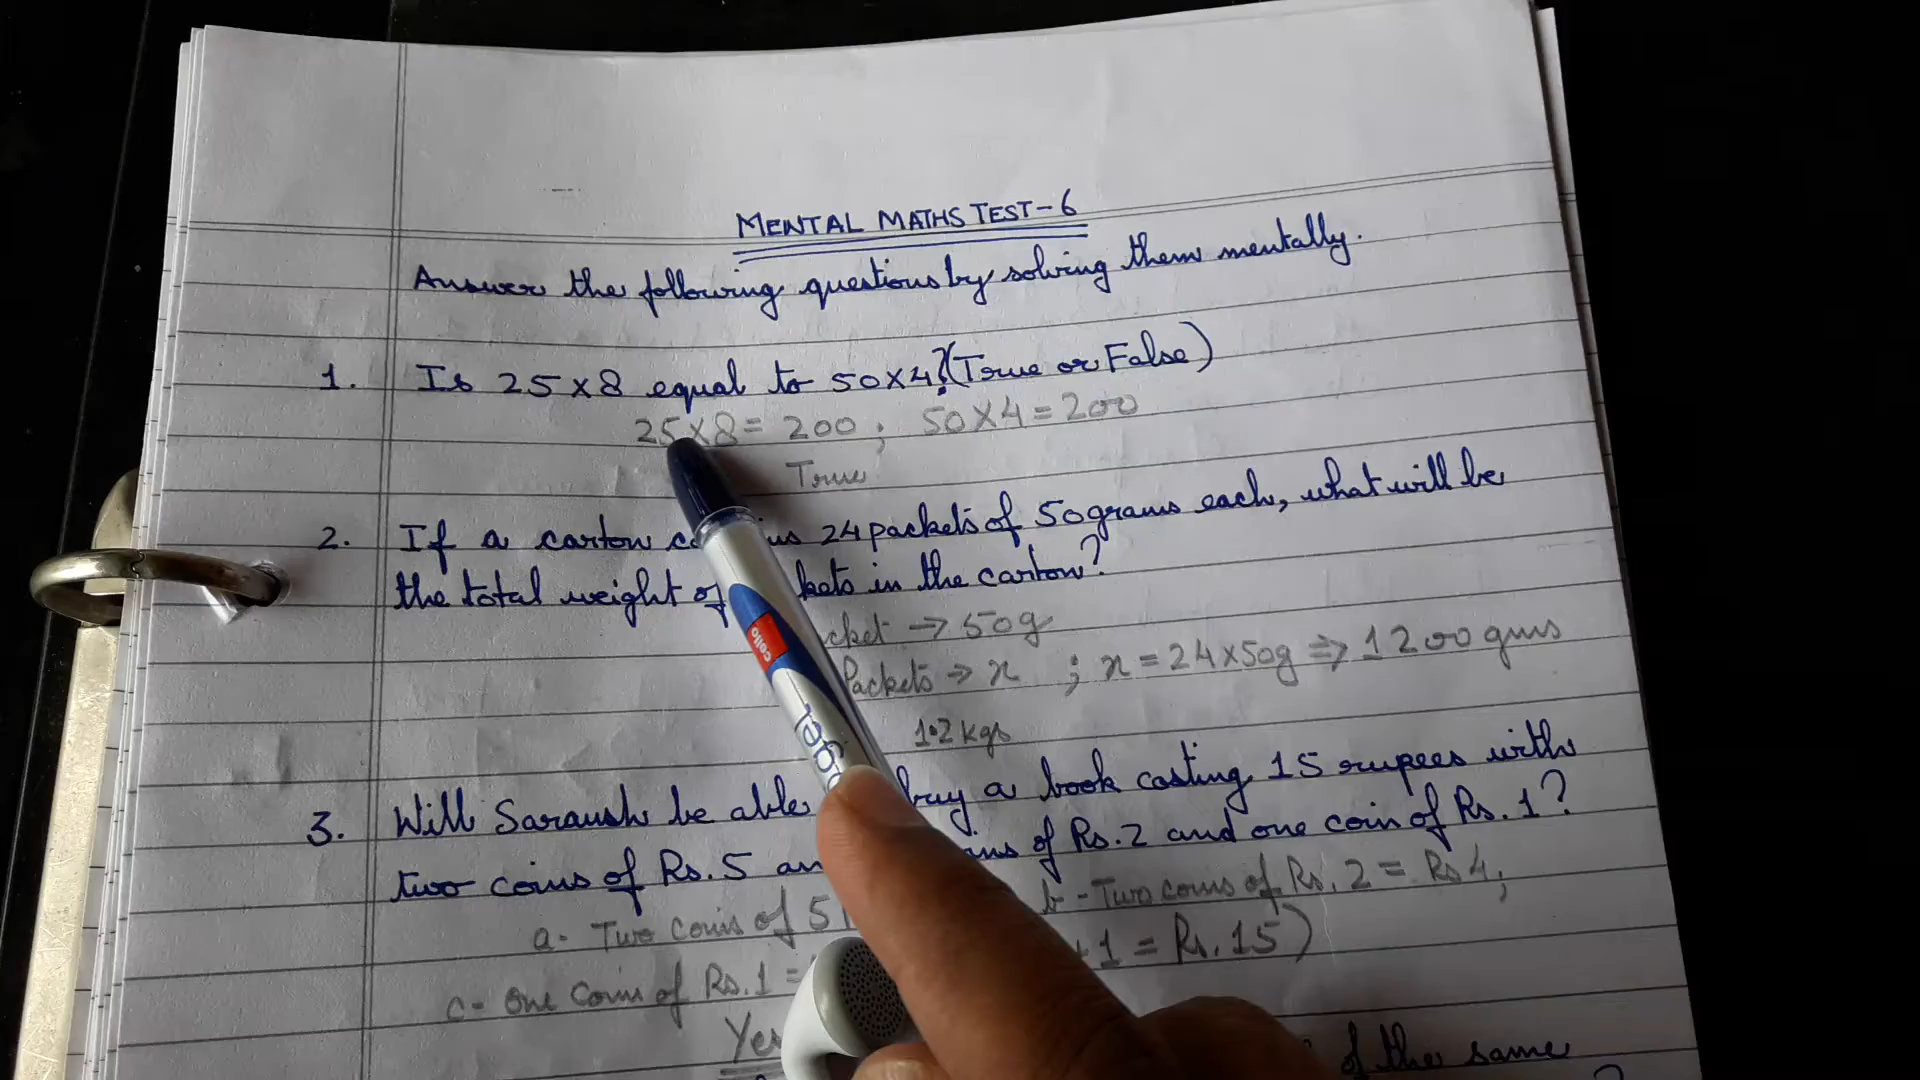 MENTAL MATHS TEST-6
Answer the following questions by solving them mentally.
1. Is 25×8 equal to 50×4?(True or False)
25×8= 200 ; 50×4=200
True
2. If a carton 24 packets of 50grams each, what will be
the total weight of in the carton?
→ 50g
Packets → x ; x = 24×50g ⇒ 1200 gms
1.2 kgs
3. Will Saraush be able buy a book costing 15 rupees with
two coins of Rs. 5 of Rs. 2 and one coin of Rs. 1?
a- Two coins of 5 b- Two coins of Rs. 2 = Rs 4;
c- One Coin of Rs. 1 = +1 = Rs. 15)
Yes
of the same
cello
gel